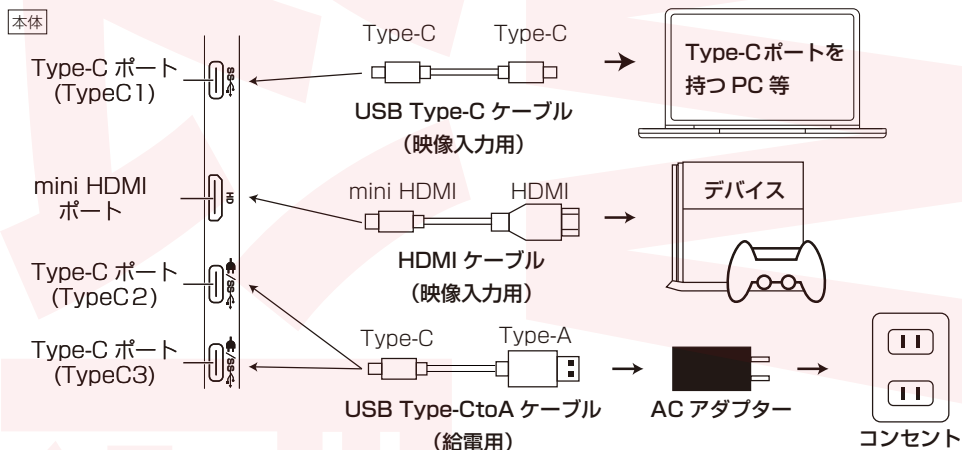 本体
Type-C ポート
(TypeC1)
SS
mini HDMI
ポート
HD
Type-C ポート
(TypeC2)
/SS
Type-C ポート
(TypeC3)
/SS
Type-C
Type-C
USB Type-C ケーブル
（映像入力用）
Type-Cポートを
持つ PC 等
mini HDMI
HDMI
HDMI ケーブル
（映像入力用）
デバイス
Type-C
Type-A
USB Type-CtoA ケーブル
（給電用）
AC アダプター
コンセント